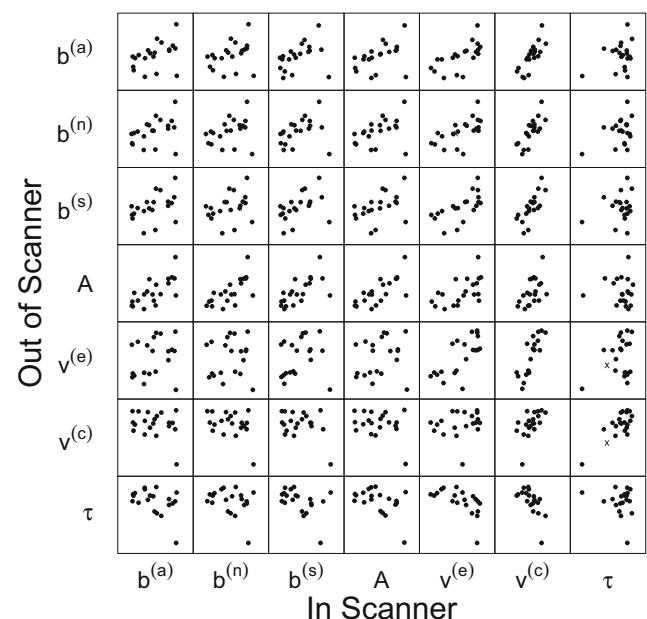 Out of Scanner
b^(a)
b^(n)
b^(s)
A
v^(e)
v^(c)
τ
x
x
b^(a) b^(n) b^(s) A v^(e) v^(c) τ
In Scanner